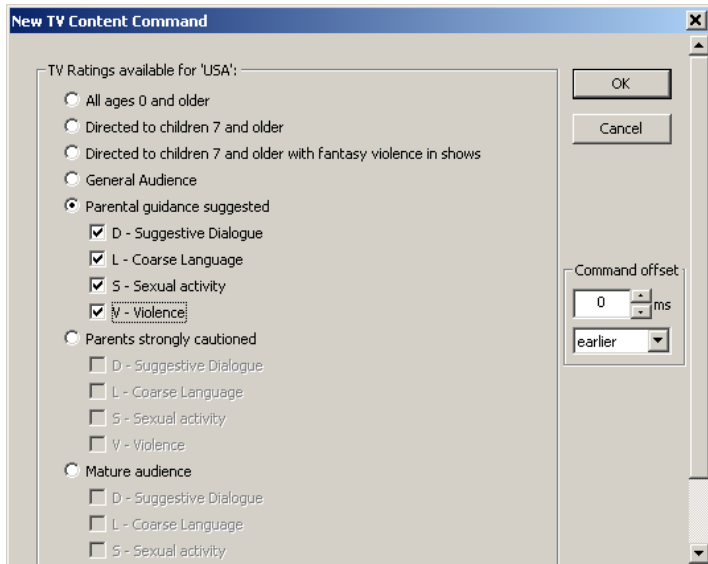 New TV Content Command
TV Ratings available for 'USA':
All ages 0 and older
Directed to children 7 and older
Directed to children 7 and older with fantasy violence in shows
General Audience
Parental guidance suggested
D - Suggestive Dialogue
L - Coarse Language
S - Sexual activity
V - Violence
Parents strongly cautioned
D - Suggestive Dialogue
L - Coarse Language
S - Sexual activity
V - Violence
Mature audience
D - Suggestive Dialogue
L - Coarse Language
S - Sexual activity
OK
Cancel
Command offset
0 ms
earlier